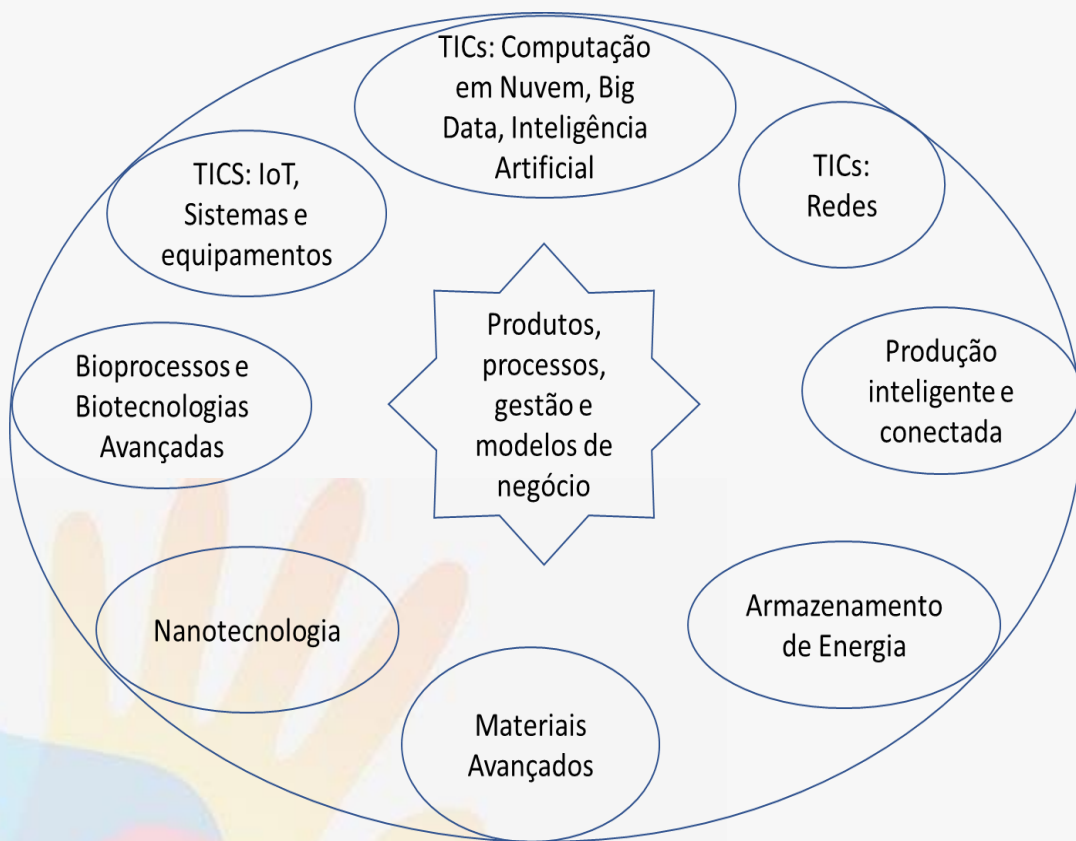 TICs: Computação
em Nuvem, Big
Data, Inteligência
Artificial
TICS: IoT,
Sistemas e
equipamentos
TICs:
Redes
Produtos,
processos,
gestão e
modelos de
negócio
Bioprocessos e
Biotecnologias
Avançadas
Produção
inteligente e
conectada
Nanotecnologia
Armazenamento
de Energia
Materiais
Avançados